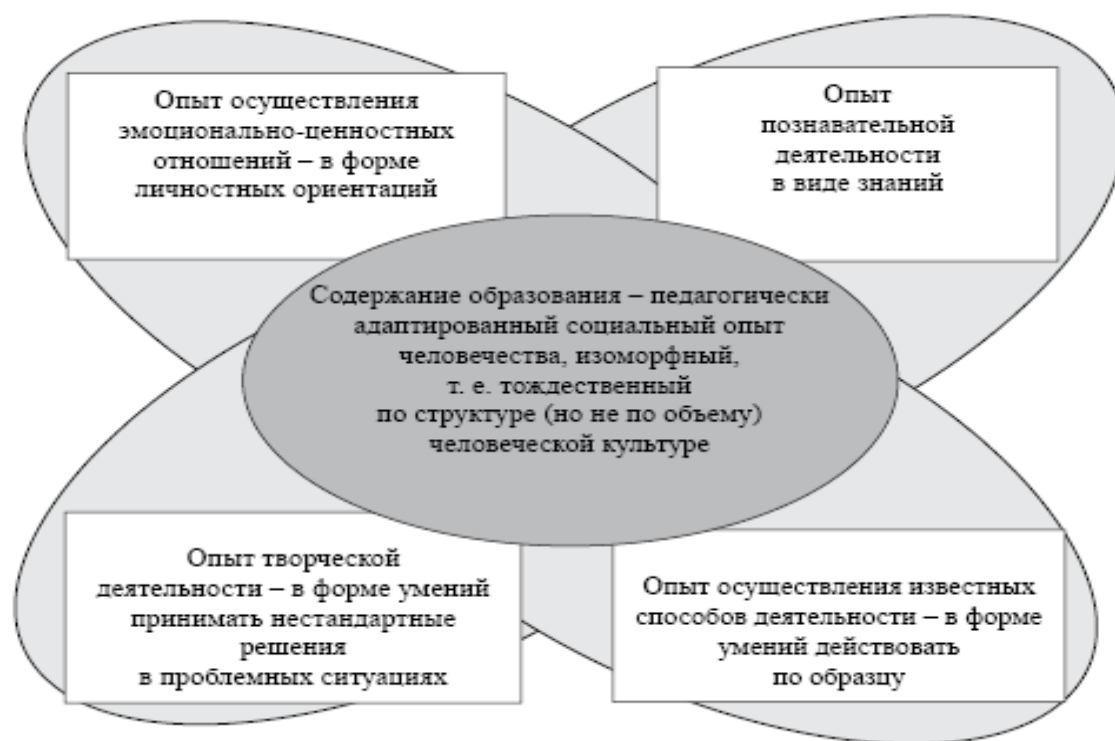 Опыт осуществления
эмоционально-ценностных
отношений – в форме
личностных ориентаций
Опыт
познавательной
деятельности
в виде знаний
Содержание образования – педагогически
адаптированный социальный опыт
человечества, изоморфный,
т. е. тождественный
по структуре (но не по объему)
человеческой культуре
Опыт творческой
деятельности – в форме умений
принимать нестандартные
решения
в проблемных ситуациях
Опыт осуществления известных
способов деятельности – в форме
умений действовать
по образцу